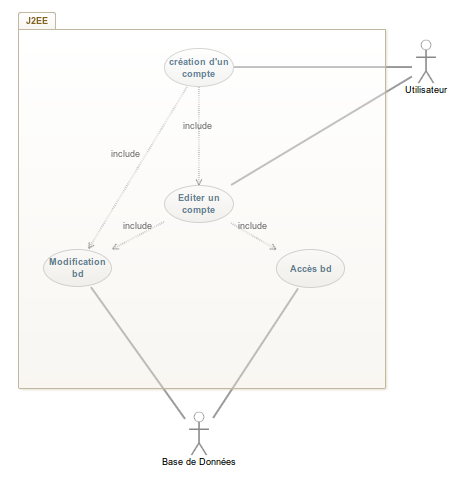 J2EE
création d'un
compte
Utilisateur
include
include
Editer un
compte
include
include
Modification
bd
Accès bd
Base de Données